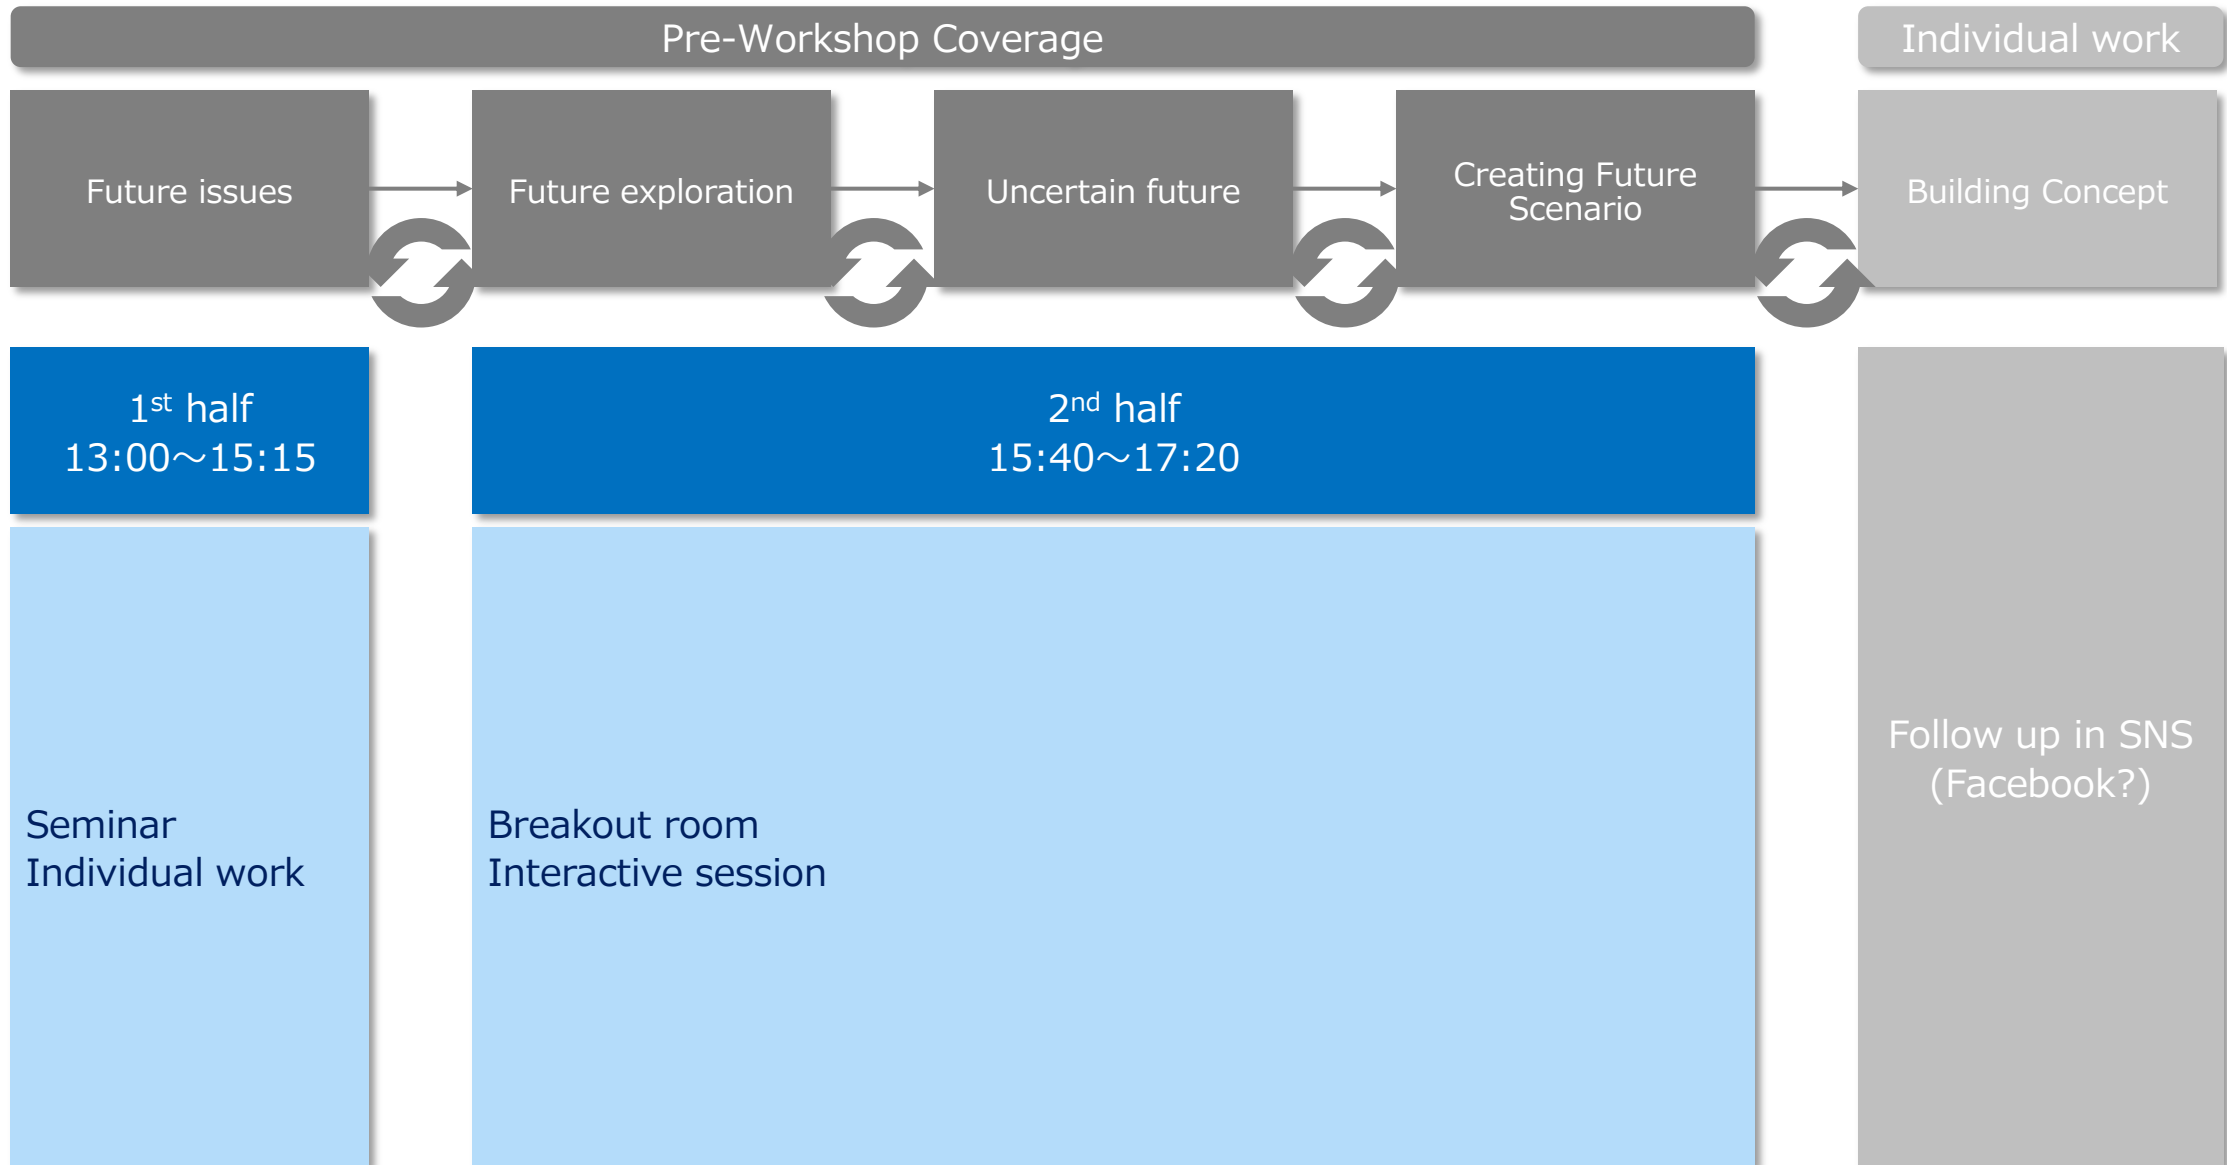 Pre-Workshop Coverage
Individual work
Future issues
Future exploration
Uncertain future
Creating Future
Scenario
Building Concept
1st half
13:00～15:15
2nd half
15:40～17:20
Seminar
Individual work
Breakout room
Interactive session
Follow up in SNS
(Facebook?)